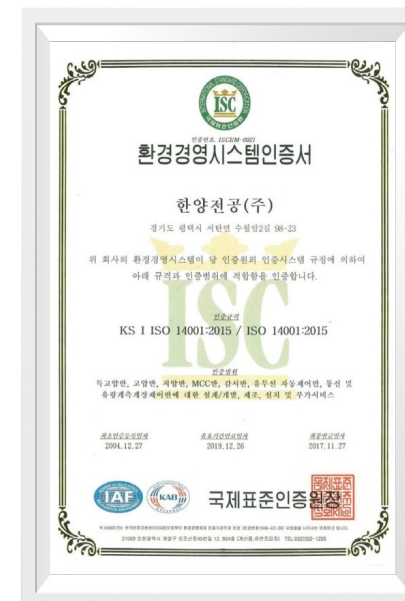 ISC
인증번호. ISCEM-0021
환경경영시스템인증서
한양전공(주)
경기도 평택시 서탄면 수월암2길 98-23
위 회사의 환경경영시스템이 당 인증원의 인증시스템 규정에 의하여
아래 규격과 인증범위에 적합함을 인증합니다.
인증규격
KS I ISO 14001:2015 / ISO 14001:2015
ISC
인증범위
특고압반, 고압반, 저압반, MCC반, 감시반, 유무선 자동제어반, 통신 및
유량계측계장제어반에 대한 설계/개발, 제조, 설치 및 부가서비스
최초인증등록일자 유효기간만료일자 최종발급일자
2004.12.27 2019.12.26 2017.11.27
IAF KAB 국제표준인증원장